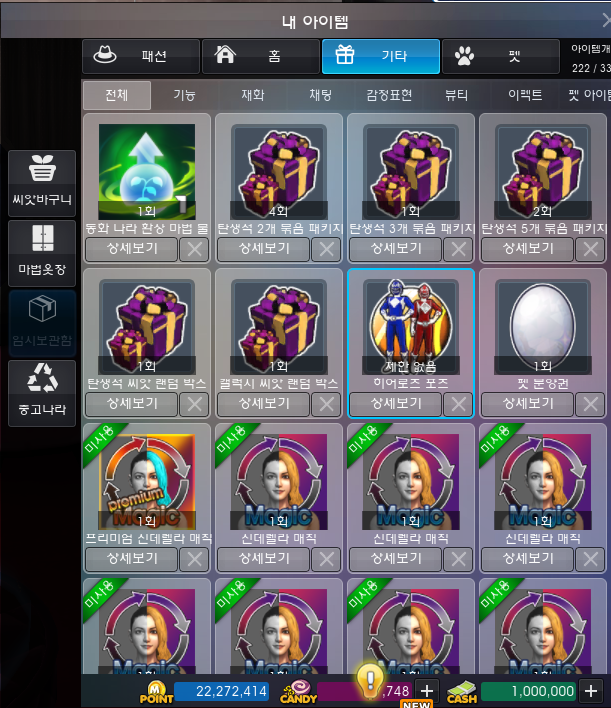 내 아이템
패션
홈
기타
펫
아이템개
222 / 33
전체
기능
재화
채팅
감정표현
뷰티
이펙트
펫 아이템
씨앗바구니
마법옷장
임시보관함
중고나라
1회
4회
1회
2회
동화 나라 환상 마법 물
탄생석 2개 묶음 패키지
탄생석 3개 묶음 패키지
탄생석 5개 묶음 패키지
상세보기
상세보기
상세보기
상세보기
1회
1회
제한 없음
1회
탄생석 씨앗 랜덤 박스
갤럭시 씨앗 랜덤 박스
히어로즈 포즈
펫 분양권
상세보기
상세보기
상세보기
상세보기
미사용
미사용
미사용
미사용
premium
Magic
Magic
Magic
Magic
1회
1회
1회
1회
프리미엄 신데렐라 매직
신데렐라 매직
신데렐라 매직
신데렐라 매직
상세보기
상세보기
상세보기
상세보기
미사용
미사용
미사용
미사용
Magic
Magic
Magic
Magic
M
POINT
22,272,414
CANDY
,748
NEW
CASH
1,000,000